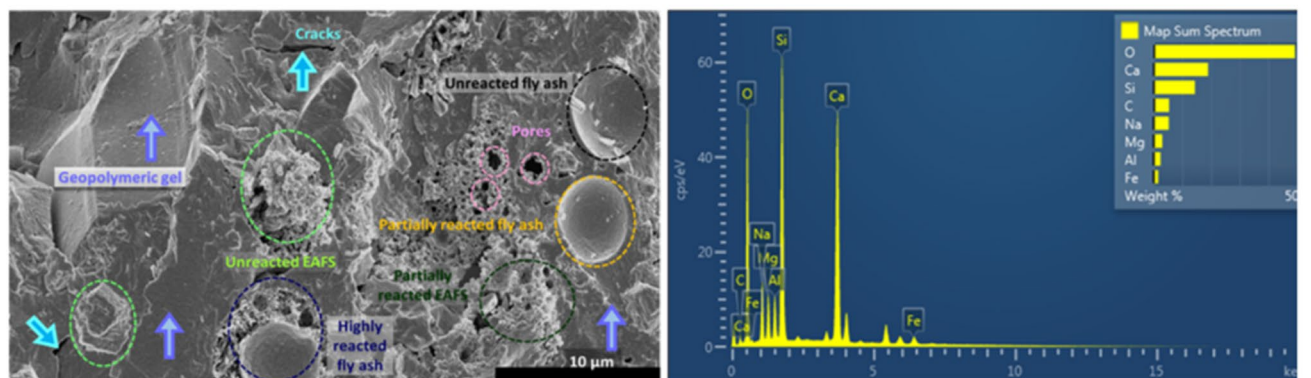 Cracks
Unreacted fly ash
Pores
Geopolymeric gel
Partially reacted fly ash
Unreacted EAFS
Partially
reacted EAFS
Highly
reacted
fly ash
10 µm
Map Sum Spectrum
O
Ca
Si
C
Na
Mg
Al
Fe
Weight %
50
cps/eV
60
40
20
0
Si
O
Ca
Na
Mg
C
Al
Fe
Ca
Fe
0
5
10
15
ke